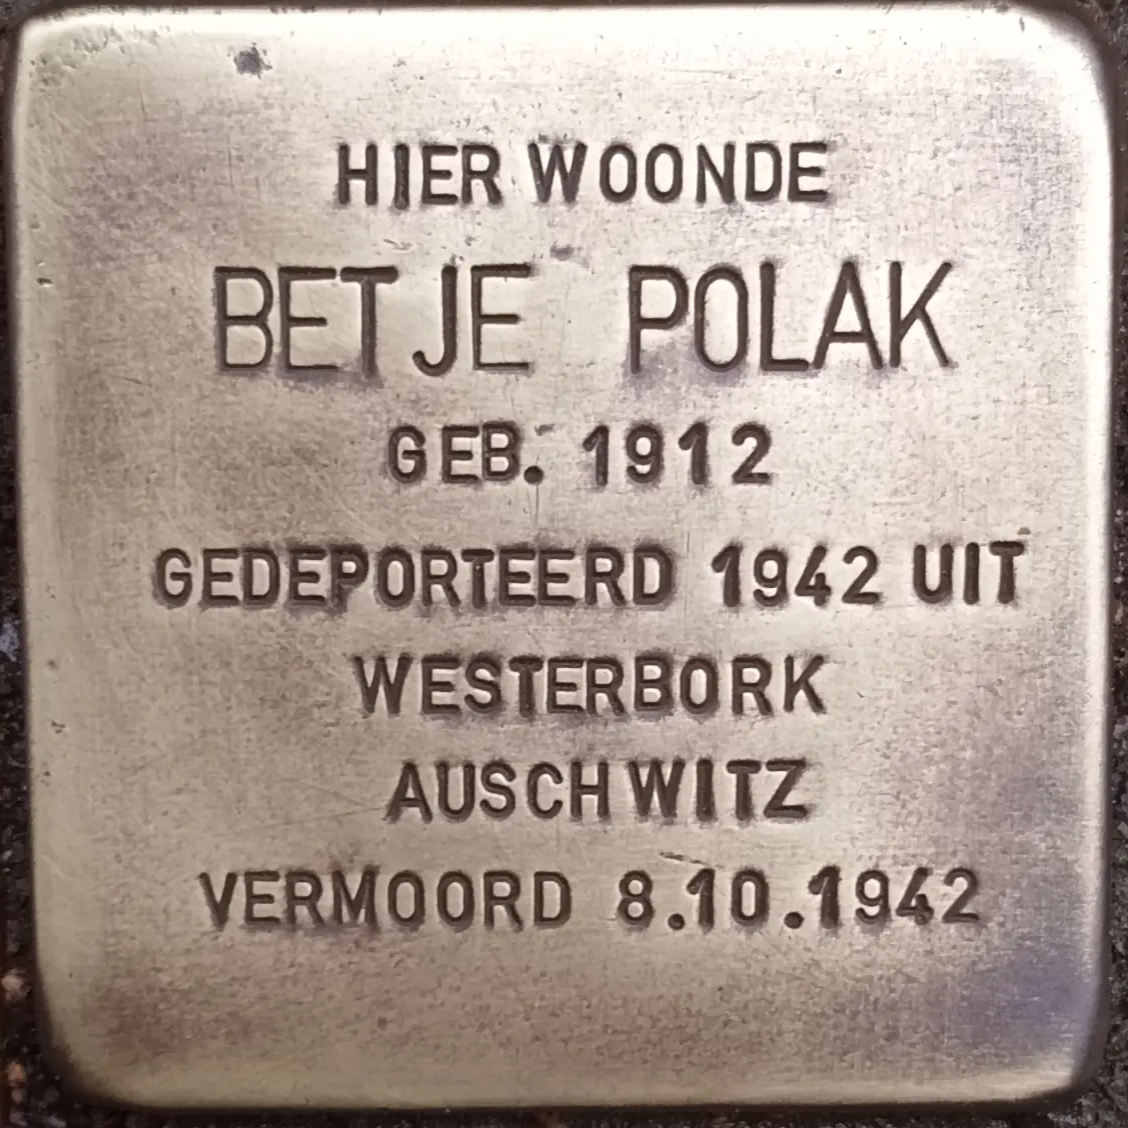 HIER WOONDE
BETJE POLAK
GEB. 1912
GEDEPORTEERD 1942 UIT
WESTERBORK
AUSCHWITZ
VERMOORD 8.10.1942